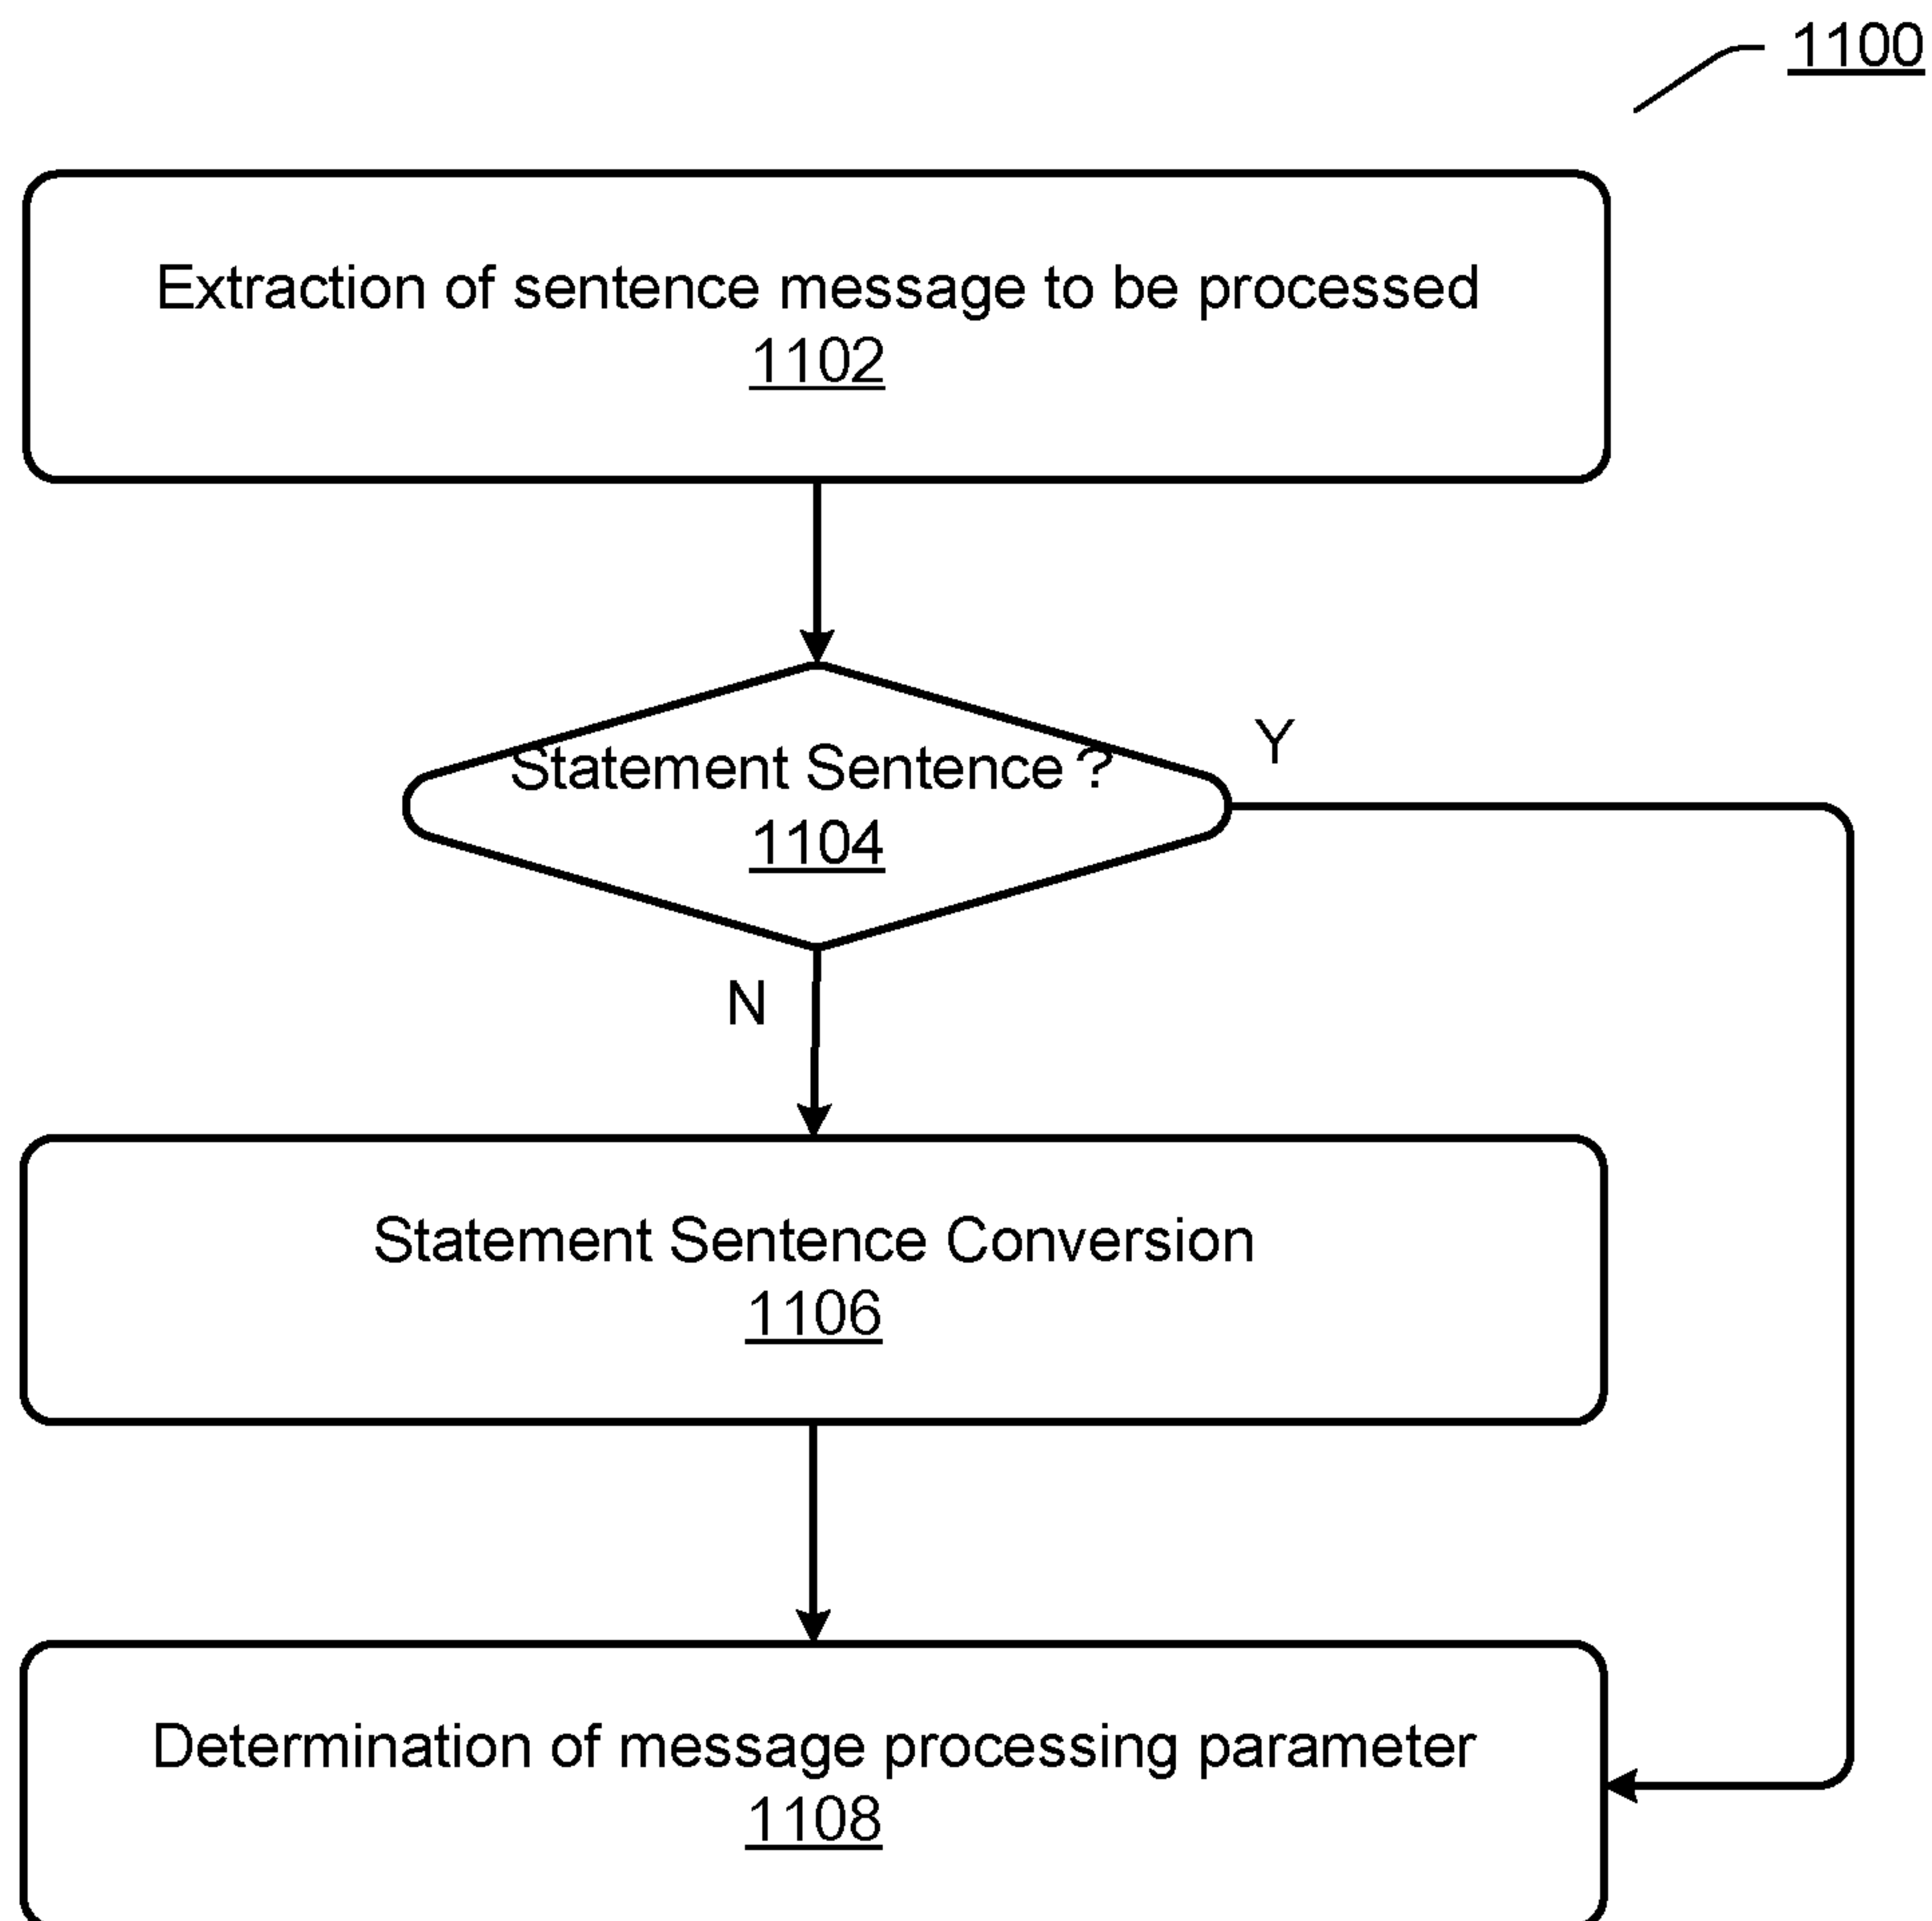 1100
Extraction of sentence message to be processed
1102
Statement Sentence ?
1104
Y
N
Statement Sentence Conversion
1106
Determination of message processing parameter
1108